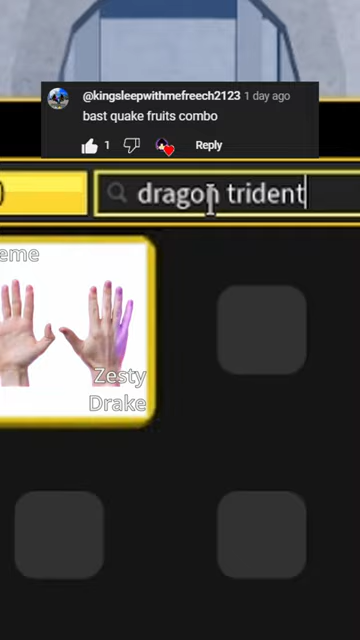 @kingsleepwithmefreech2123 1 day ago
bast quake fruits combo
1
Reply
)
dragon trident
eme
Zesty
Drake